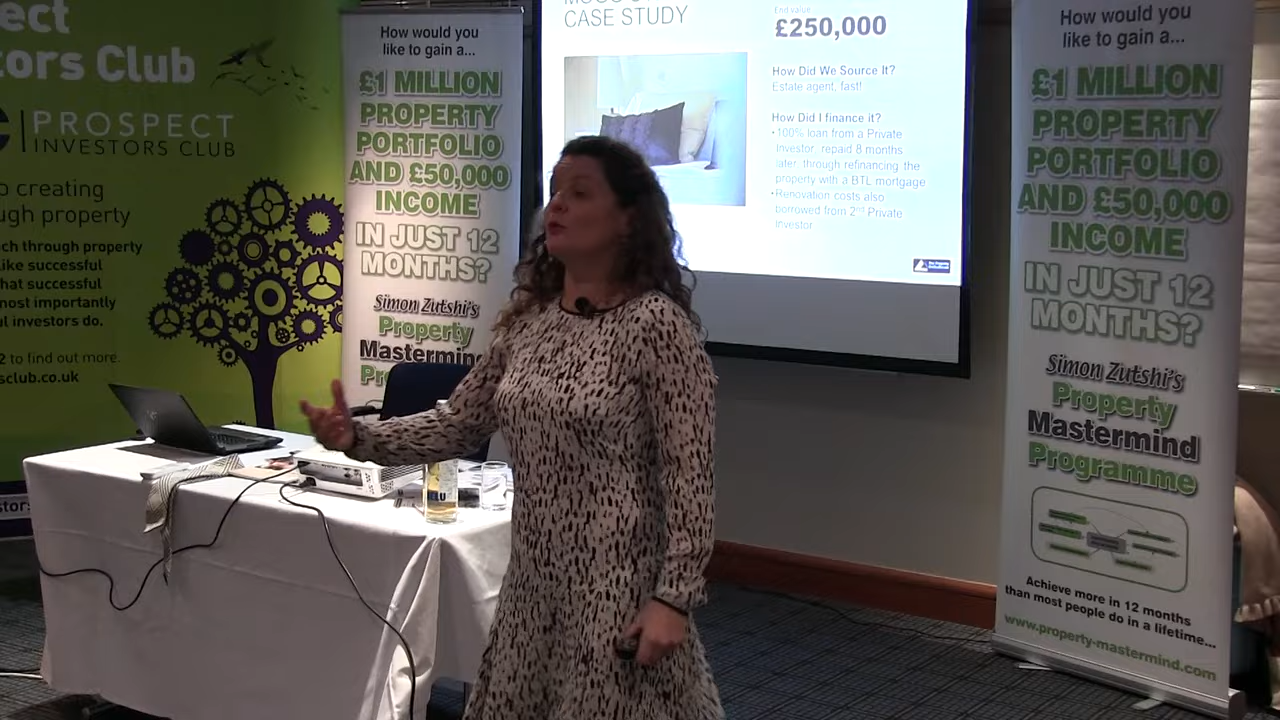 ect
ors Club
PROSPECT
INVESTORS CLUB
o creating
ugh property
ch through property
like successful
hat successful
most importantly
ul investors do.
2 to find out more.
sclub.co.uk
How would you
like to gain a...
£1 MILLION
PROPERTY
PORTFOLIO
AND £50,000
INCOME
IN JUST 12
MONTHS?
Simon Zutshi's
Property
Mastermind
Pr
CASE STUDY
End value
£250,000
How Did We Source It?
Estate agent, fast!
How Did I finance it?
•100% loan from a Private
Investor, repaid 8 months
later, through refinancing the
property with a BTL mortgage
•Renovation costs also
borrowed from 2nd Private
Investor
How would you
like to gain a...
£1 MILLION
PROPERTY
PORTFOLIO
AND £50,000
INCOME
IN JUST 12
MONTHS?
Simon Zutshi's
Property
Mastermind
Programme
Achieve more in 12 months
than most people do in a lifetime...
www.property-mastermind.com